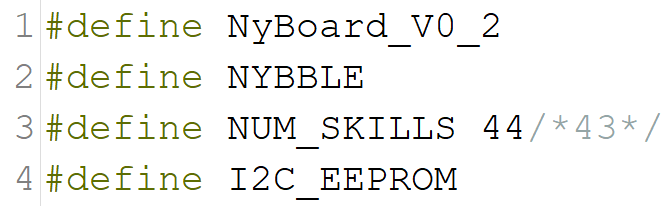 1 #define NyBoard_V0_2
2 #define NYBBLE
3 #define NUM_SKILLS 44/*43*/
4 #define I2C_EEPROM